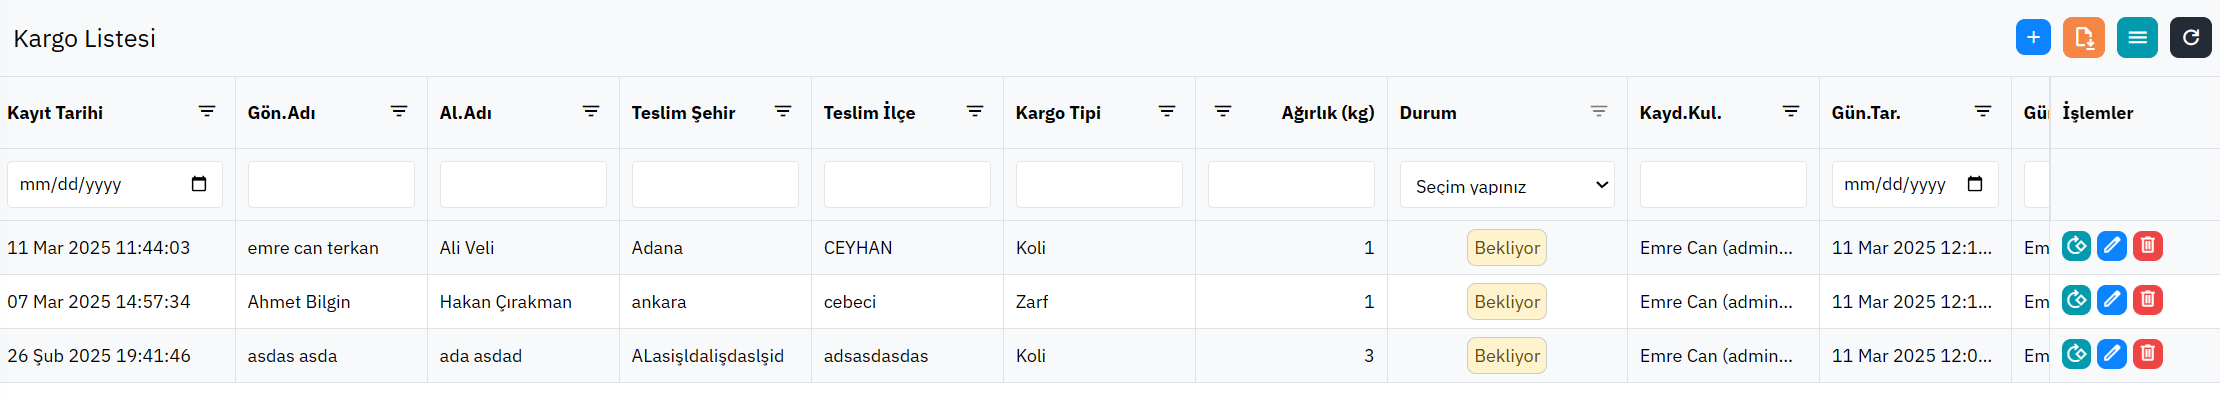 Kargo Listesi
Kayıt Tarihi Gön.Adı Al.Adı Teslim Şehir Teslim İlçe Kargo Tipi Ağırlık (kg) Durum Kayd.Kul. Gün.Tar. Gü İşlemler
mm/dd/yyyy Seçim yapınız mm/dd/yyyy
11 Mar 2025 11:44:03 emre can terkan Ali Veli Adana CEYHAN Koli 1 Bekliyor Emre Can (admin... 11 Mar 2025 12:1... Em
07 Mar 2025 14:57:34 Ahmet Bilgin Hakan Çırakman ankara cebeci Zarf 1 Bekliyor Emre Can (admin... 11 Mar 2025 12:1... Em
26 Şub 2025 19:41:46 asdas asda ada asdad ALasişldalişdaslşid adsasdasdas Koli 3 Bekliyor Emre Can (admin... 11 Mar 2025 12:0... Em